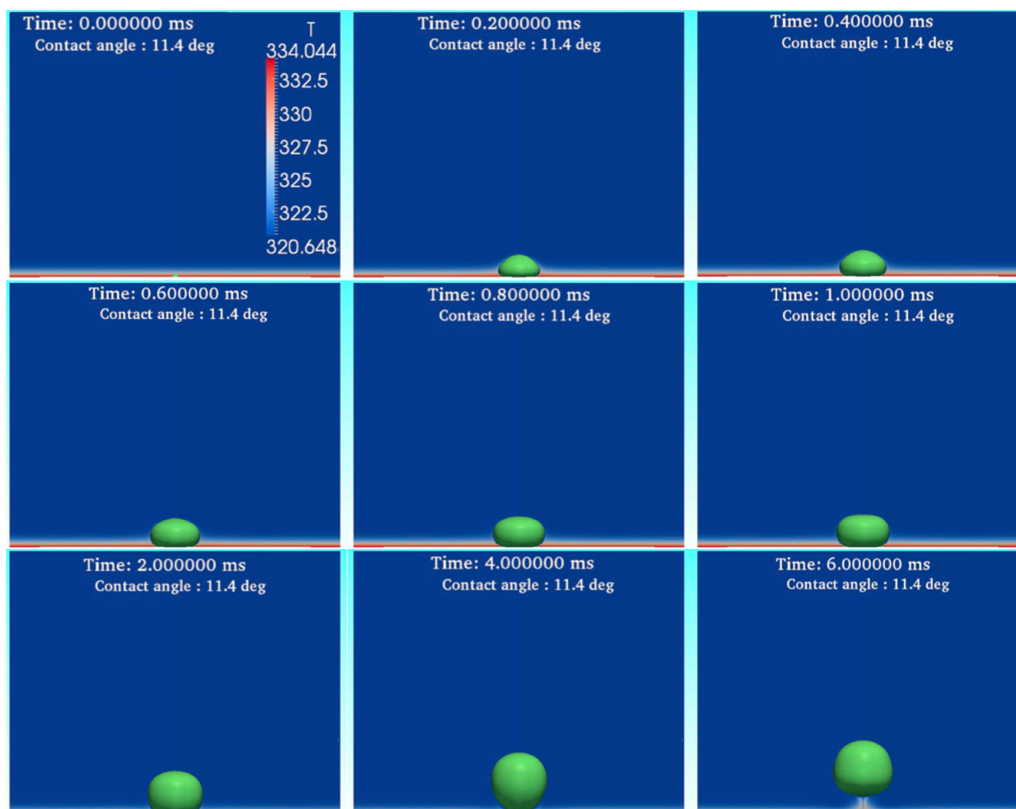 Time: 0.000000 ms
Contact angle : 11.4 deg
T
334.044
332.5
330
327.5
325
322.5
320.648
Time: 0.200000 ms
Contact angle : 11.4 deg
Time: 0.400000 ms
Contact angle : 11.4 deg
Time: 0.600000 ms
Contact angle : 11.4 deg
Time: 0.800000 ms
Contact angle : 11.4 deg
Time: 1.000000 ms
Contact angle : 11.4 deg
Time: 2.000000 ms
Contact angle : 11.4 deg
Time: 4.000000 ms
Contact angle : 11.4 deg
Time: 6.000000 ms
Contact angle : 11.4 deg